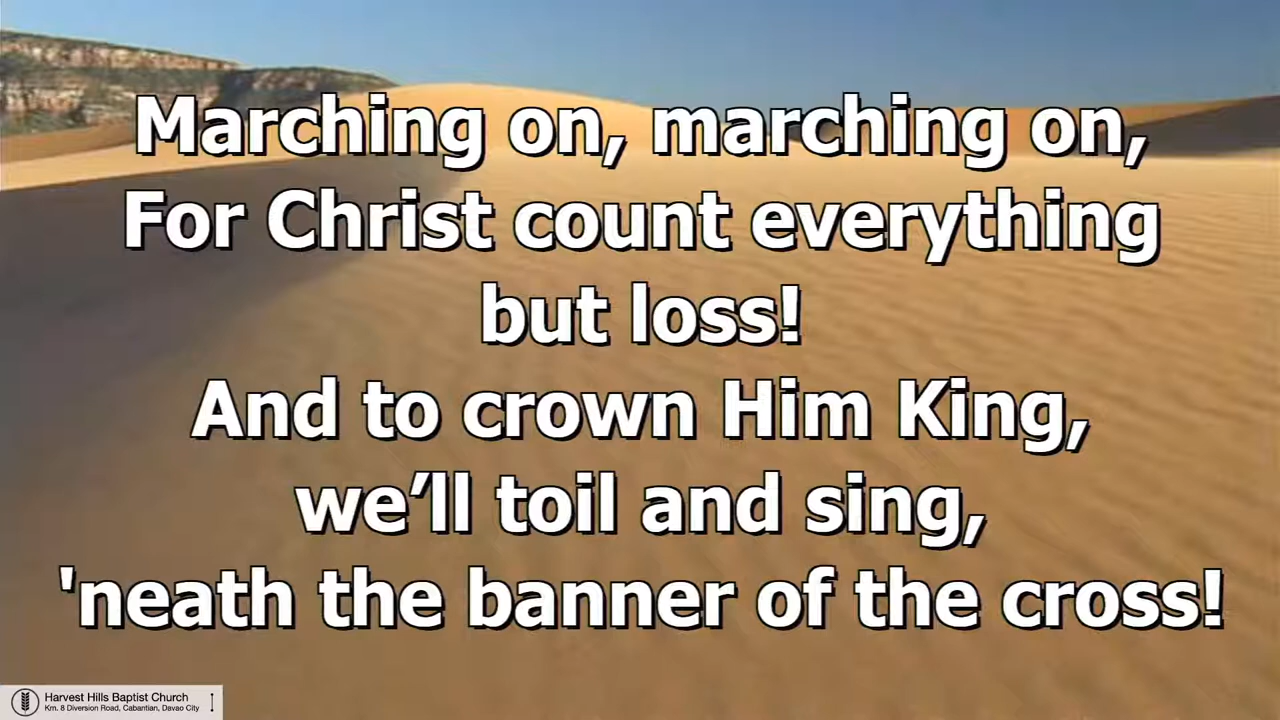 Marching on, marching on,
For Christ count everything
but loss!
And to crown Him King,
we’ll toil and sing,
'neath the banner of the cross!
Harvest Hills Baptist Church
Km. 8 Diversion Road, Cabantian, Davao City